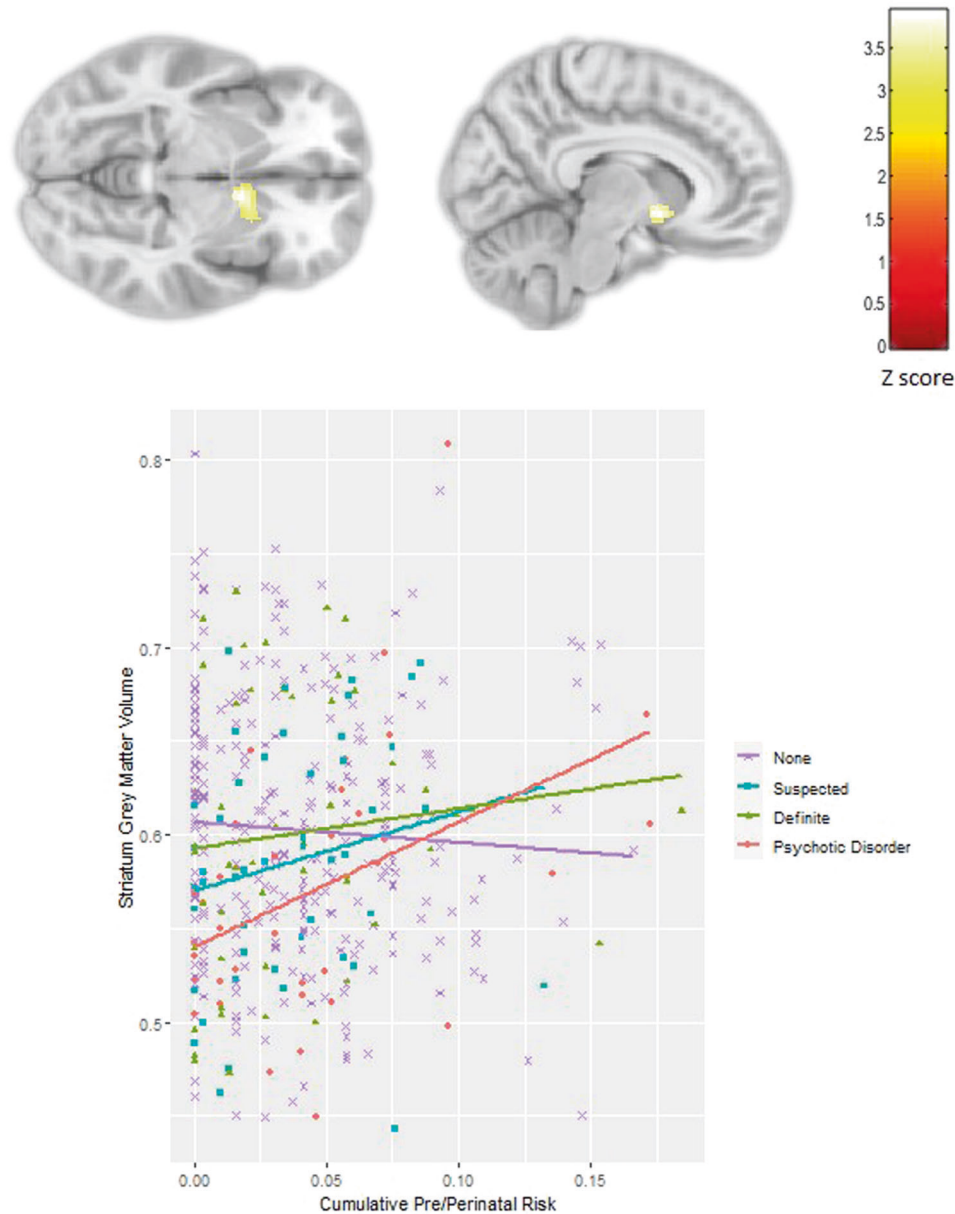 3.5
3
2.5
2
1.5
1
0.5
0
Z score
0.8
0.7
0.6
0.5
Striatum Grey Matter Volume
0.00 0.05 0.10 0.15
Cumulative Pre/Perinatal Risk
None
Suspected
Definite
Psychotic Disorder